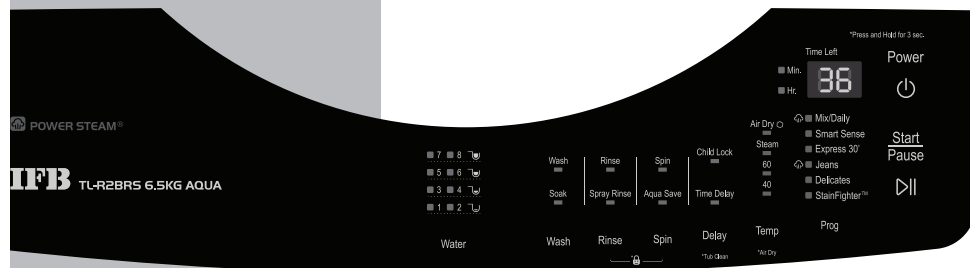 *Press and Hold for 3 sec.
Time Left
Power
Min.
36
Hr.
POWER STEAM®
Air Dry
Mix/Daily
Smart Sense
Start
Pause
Steam
Express 30'
60
Jeans
40
Delicates
StainFighter™
7 8
5 6
3 4
1 2
Wash Rinse Spin Child Lock
Soak Spray Rinse Aqua Save Time Delay
IFB TL-R2BRS 6.5KG AQUA
Water Wash Rinse Spin Delay Temp Prog
*Tub Clean *Air Dry